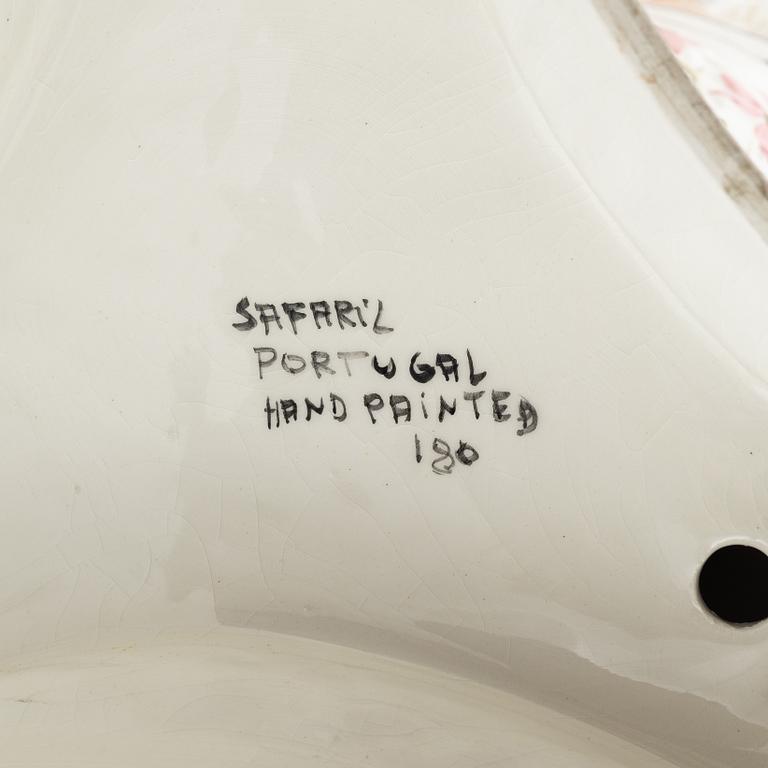 SAFARiL
PORTUGAL
HAND PAiNTED
180